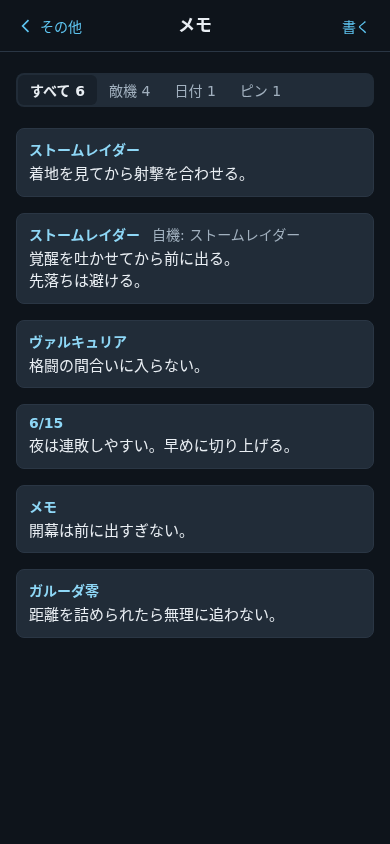 その他
メモ
書く
すべて 6
敵機 4
日付 1
ピン 1
ストームレイダー
着地を見てから射撃を合わせる。
ストームレイダー 自機: ストームレイダー
覚醒を吐かせてから前に出る。
先落ちは避ける。
ヴァルキュリア
格闘の間合いに入らない。
6/15
夜は連敗しやすい。早めに切り上げる。
メモ
開幕は前に出すぎない。
ガルーダ零
距離を詰められたら無理に追わない。